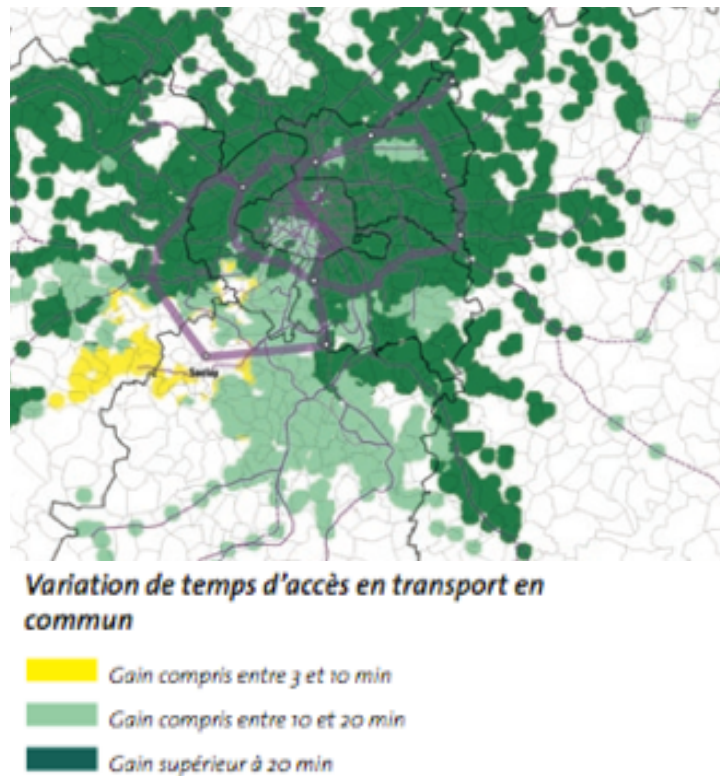 Saclay
Variation de temps d'accès en transport en
commun
Gain compris entre 3 et 10 min
Gain compris entre 10 et 20 min
Gain supérieur à 20 min